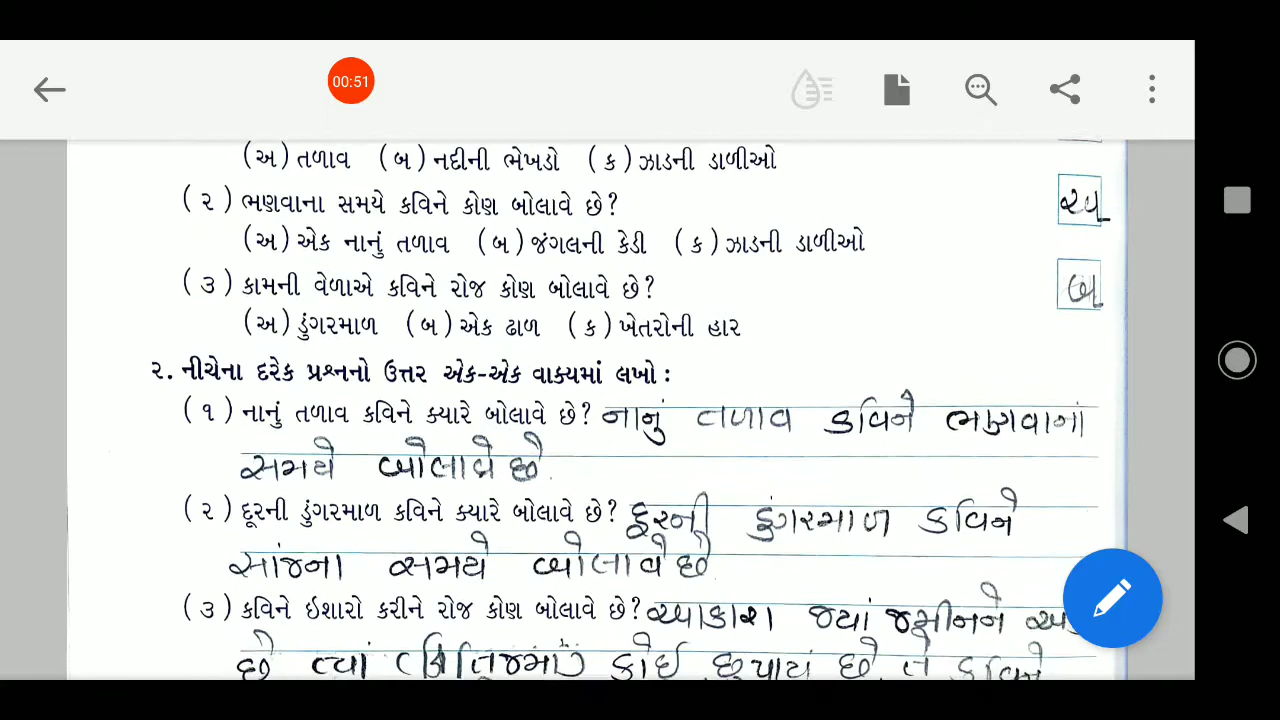 00:51
(અ) તળાવ (બ) નદીની ભેખડો (ક) ઝાડની ડાળીઓ
(૨) ભણવાના સમયે કવિને કોણ બોલાવે છે? અ
(અ) એક નાનું તળાવ (બ) જંગલની કેડી (ક) ઝાડની ડાળીઓ
(૩) કામની વેળાએ કવિને રોજ કોણ બોલાવે છે? બ
(અ) ડુંગરમાળ (બ) એક ઢાળ (ક) ખેતરોની હાર
૨. નીચેના દરેક પ્રશ્નનો ઉત્તર એક-એક વાક્યમાં લખો :
(૧) નાનું તળાવ કવિને ક્યારે બોલાવે છે? નાનું તળાવ કવિને ભણવાનાં
સમયે બોલાવે છે.
(૨) દૂરની ડુંગરમાળ કવિને ક્યારે બોલાવે છે? દૂરની ડુંગરમાળ કવિને
સાંજના સમયે બોલાવે છે
(૩) કવિને ઇશારો કરીને રોજ કોણ બોલાવે છે? આકાશ જ્યાં જમીનને
છે ત્યાં ક્ષિતિજમાં કોઈ છુપાયં છે તે કવિને